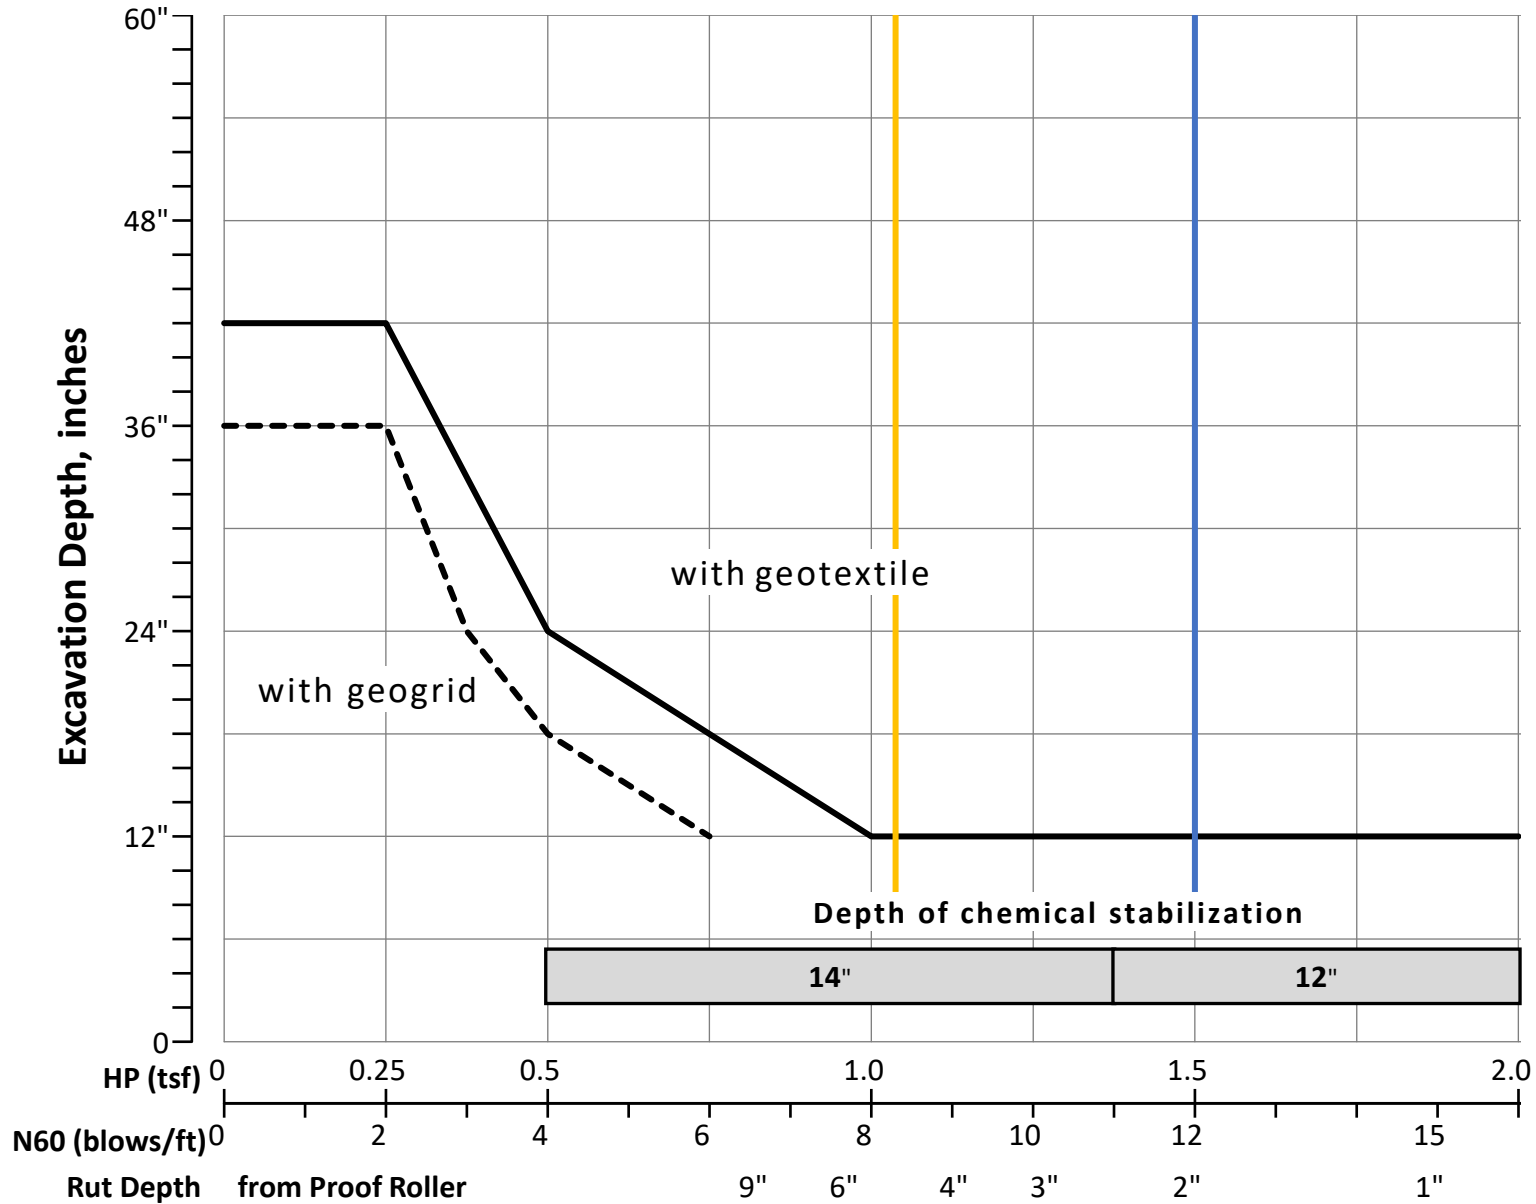 60"
48"
36"
24"
12"
0
Excavation Depth, inches
with geotextile
with geogrid
Depth of chemical stabilization
14" 12"
HP (tsf) 0 0.25 0.5 1.0 1.5 2.0
N60 (blows/ft) 0 2 4 6 8 10 12 15
Rut Depth from Proof Roller 9" 6" 4" 3" 2" 1"